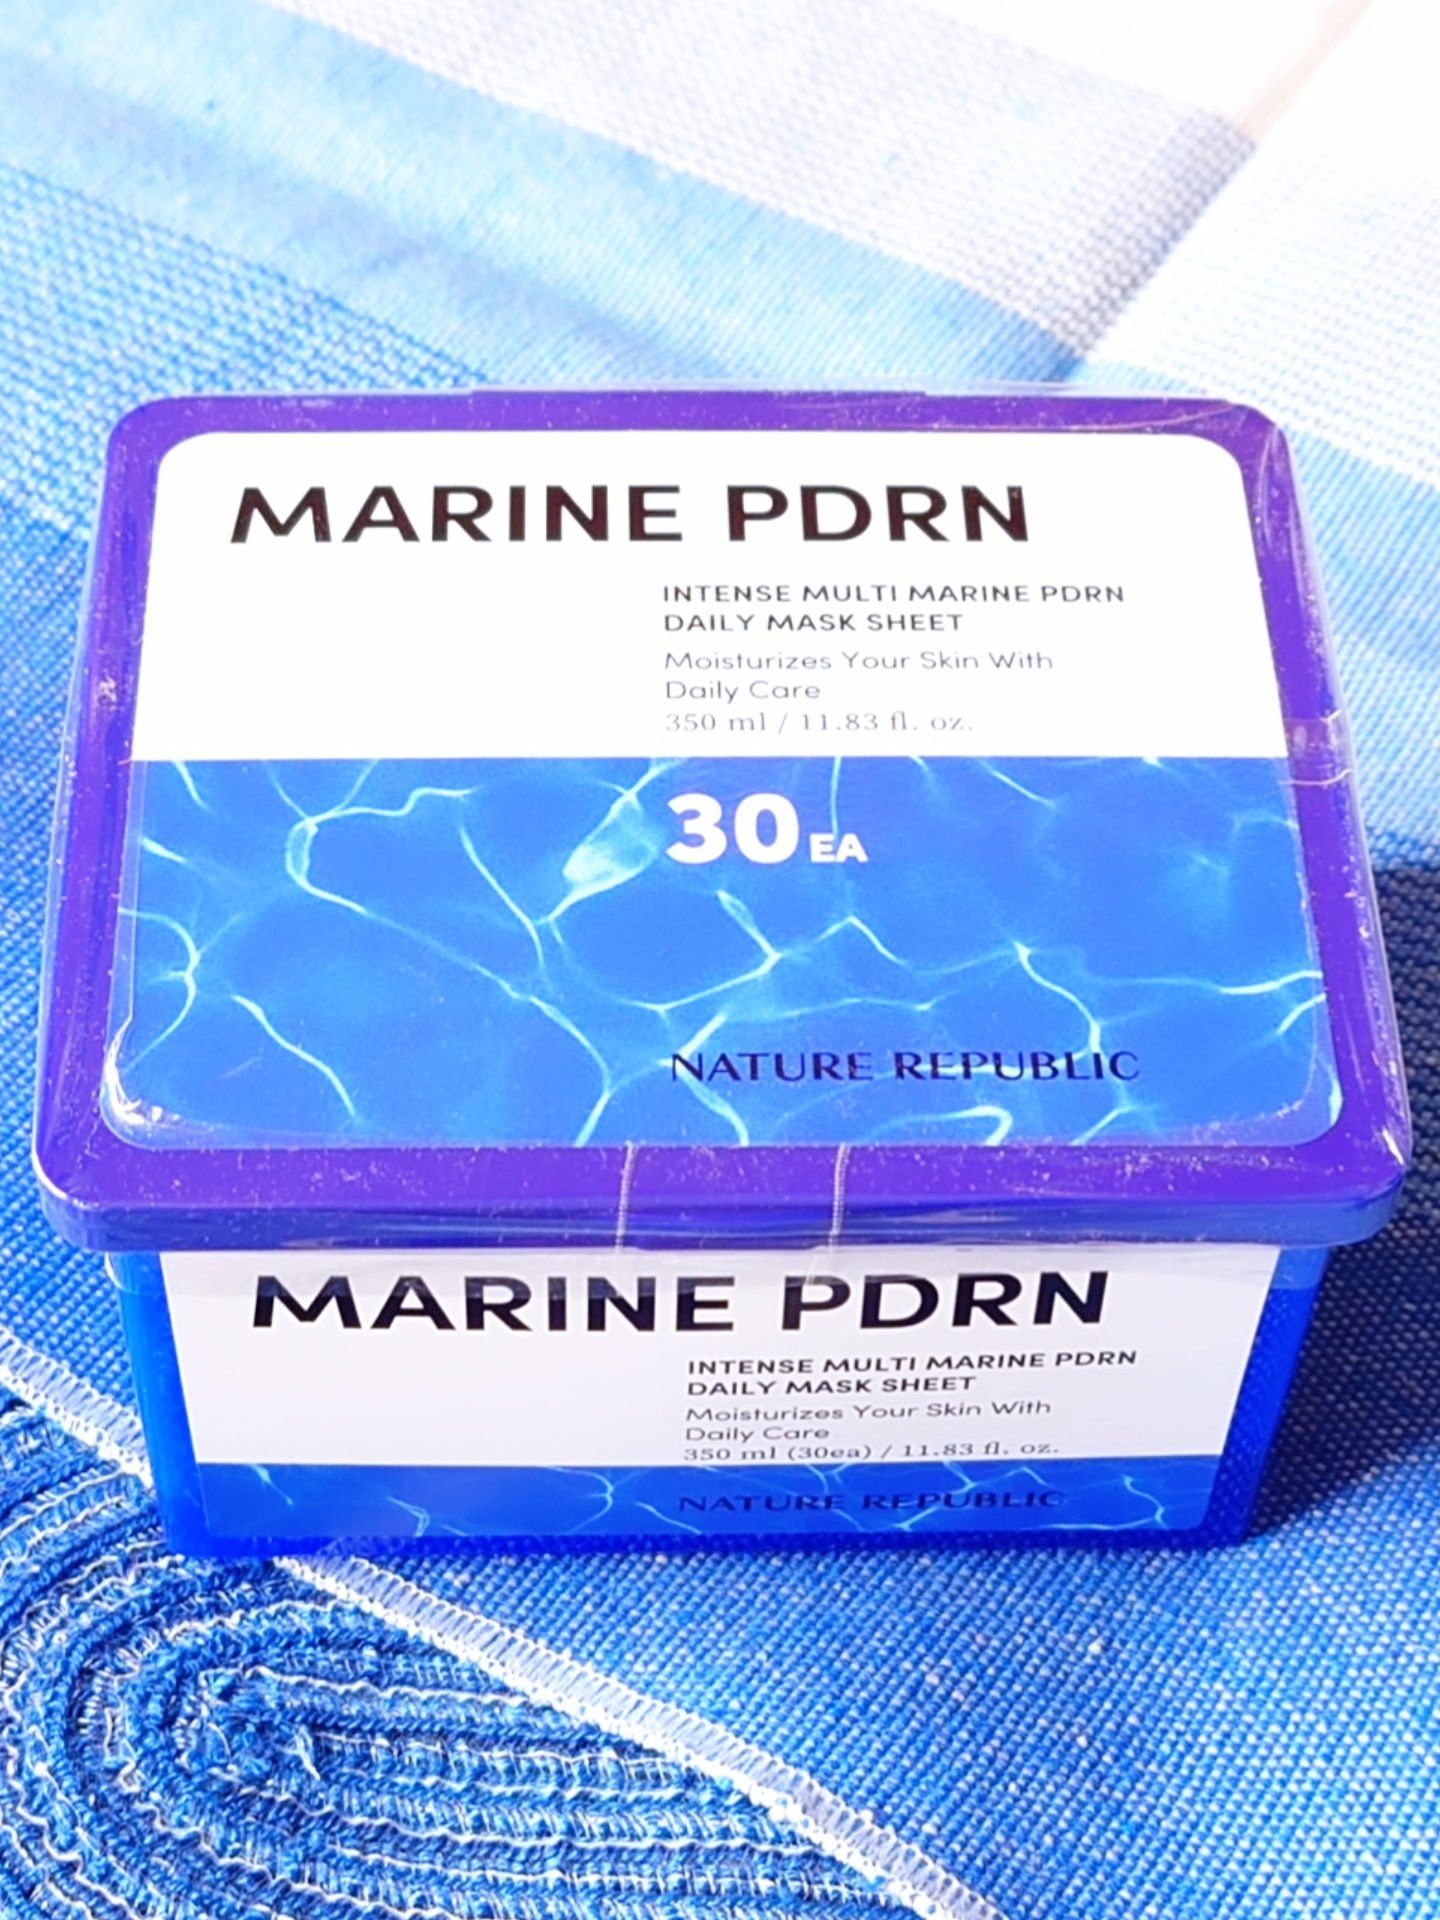 MARINE PDRN
INTENSE MULTI MARINE PDRN
DAILY MASK SHEET
Moisturizes Your Skin With
Daily Care
350 ml / 11.83 fl. oz.
30EA
NATURE REPUBLIC
MARINE PDRN
INTENSE MULTI MARINE PDRN
DAILY MASK SHEET
Moisturizes Your Skin With
Daily Care
350 ml (30ea) / 11.83 fl. oz.
NATURE REPUBLIC